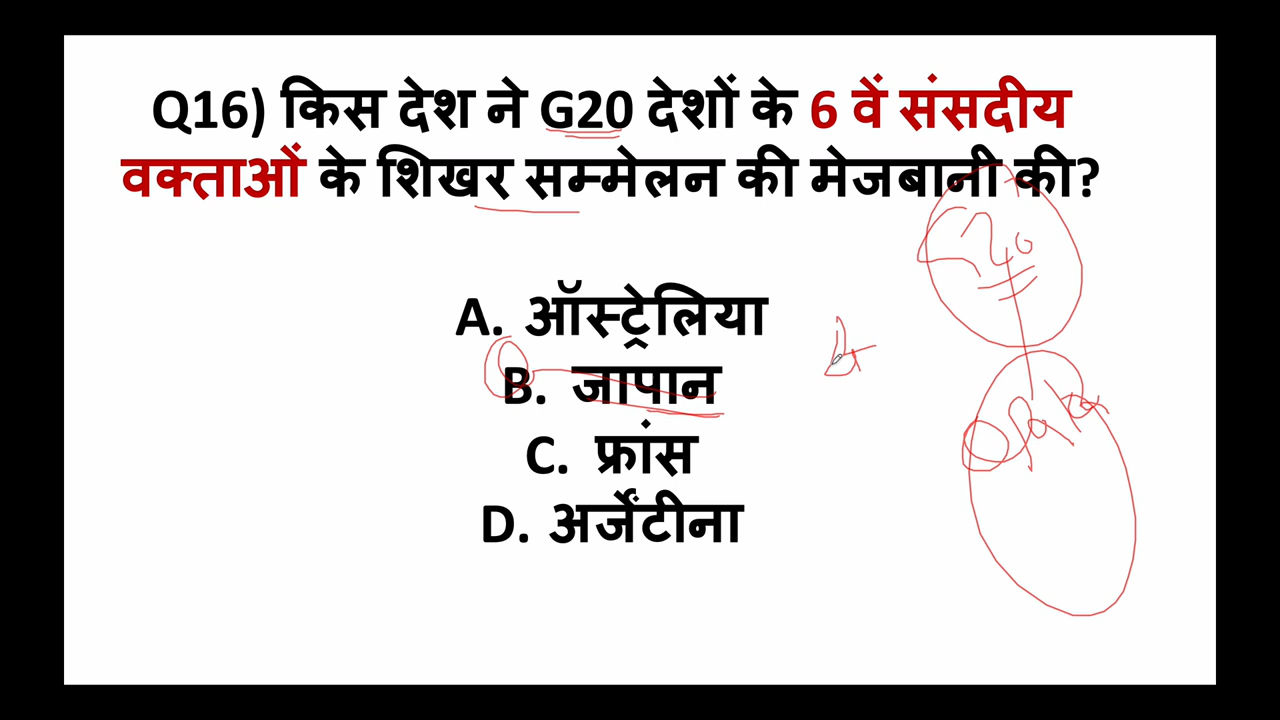 Q16) किस देश ने G20 देशों के 6 वें संसदीय
वक्ताओं के शिखर सम्मेलन की मेजबानी की?
A. ऑस्ट्रेलिया
B. जापान
C. फ्रांस
D. अर्जेंटीना